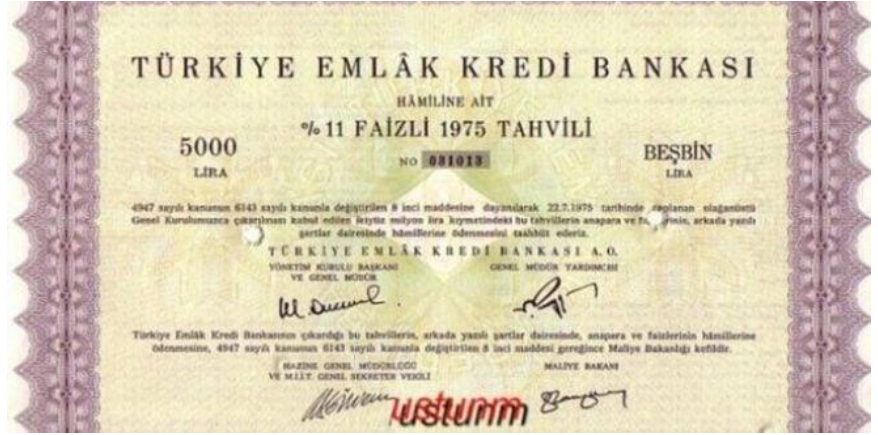 TÜRKİYE EMLÂK KREDİ BANKASI
HÂMİLİNE AİT
% 11 FAİZLİ 1975 TAHVİLİ
5000
LİRA
NO 031013
BEŞBİN
LİRA
4947 sayılı kanunun 6143 sayılı kanunla değiştirilen 8 inci maddesine dayanılarak 22.7.1975 tarihinde toplanan olağanüstü
Genel Kurulumunca çıkarılması kabul edilen ikiyüz milyon lira kıymetindeki bu tahvillerin anapara ve arkada yazılı
şartlar dairesinde hâmillerine ödenmesini taahhüt ederiz.
TÜRKİYE EMLÂK KREDİ BANKASI A. O.
YÖNETİM KURULU BAŞKANI
VE GENEL MÜDÜR
GENEL MÜDÜR YARDIMCISI
Türkiye Emlâk Kredi Bankasının çıkardığı bu tahvillerin, arkada yazılı şartlar dairesinde, anapara ve faizlerinin hâmillerine
ödenmesine, 4947 sayılı kanunun 6143 sayılı kanunla değiştirilen 8 inci maddesi gereğince Maliye Bakanlığı kefildir.
HAZİNE GENEL MÜDÜRLÜĞÜ
VE M.İ.İ.T. GENEL SEKRETER VEKİLİ
MALİYE BAKANI
ustunm